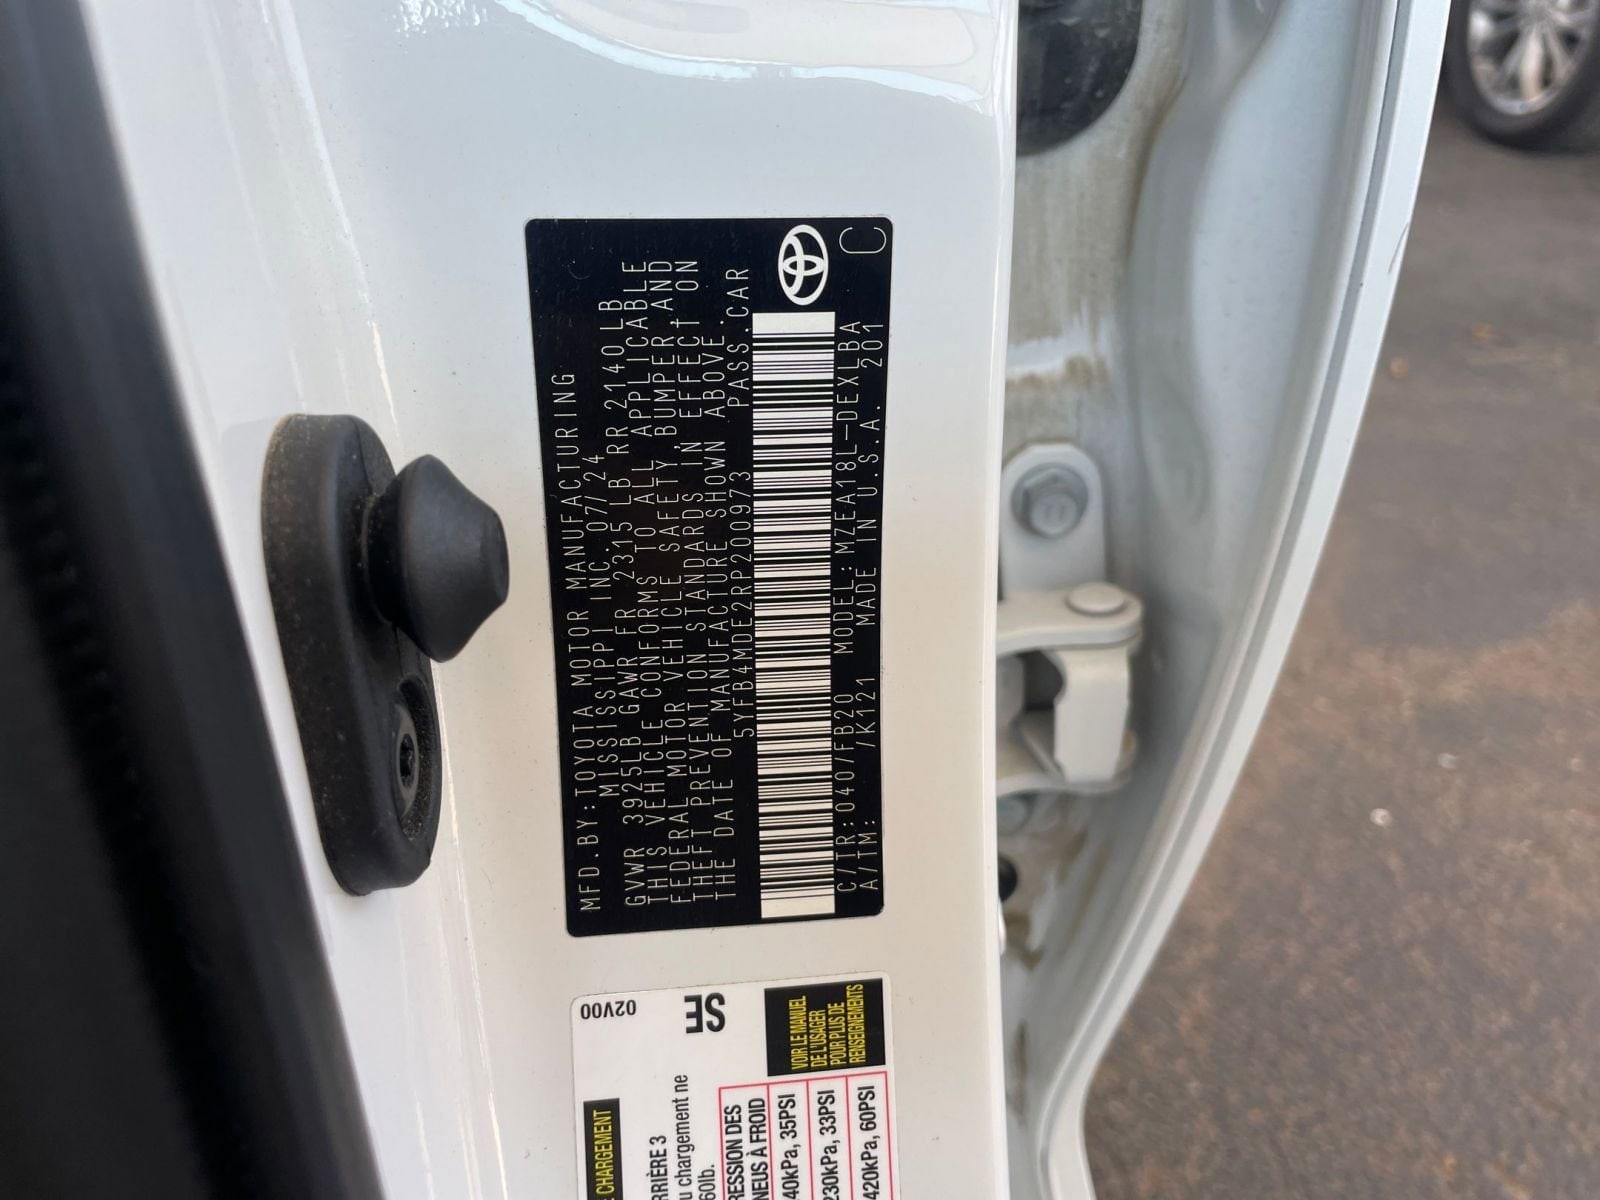 MFD.BY:TOYOTA MOTOR MANUFACTURING
MISSISSIPPI INC. 07/24
GVWR 3925LB GAWR FR 2315 LB RR 2140LB
THIS VEHICLE CONFORMS TO ALL APPLICABLE
FEDERAL MOTOR VEHICLE SAFETY,BUMPER,AND
THEFT PREVENTION STANDARDS IN EFFECT ON
THE DATE OF MANUFACTURE SHOWN ABOVE.
5YFB4MDE2RP200973 PASS.CAR
C/TR:040/FB20 MODEL:MZEA18L-DEXLBA C
A/TM: /K121 MADE IN U.S.A. 201
02V00
SE
VOIR LE MANUEL
DE L'USAGER
POUR PLUS DE
RENSEIGNEMENTS
CHARGEMENT
RRIÈRE 3
u chargement ne
60lb.
RESSION DES
NEUS À FROID
40kPa, 35PSI
230kPa, 33PSI
420kPa, 60PSI